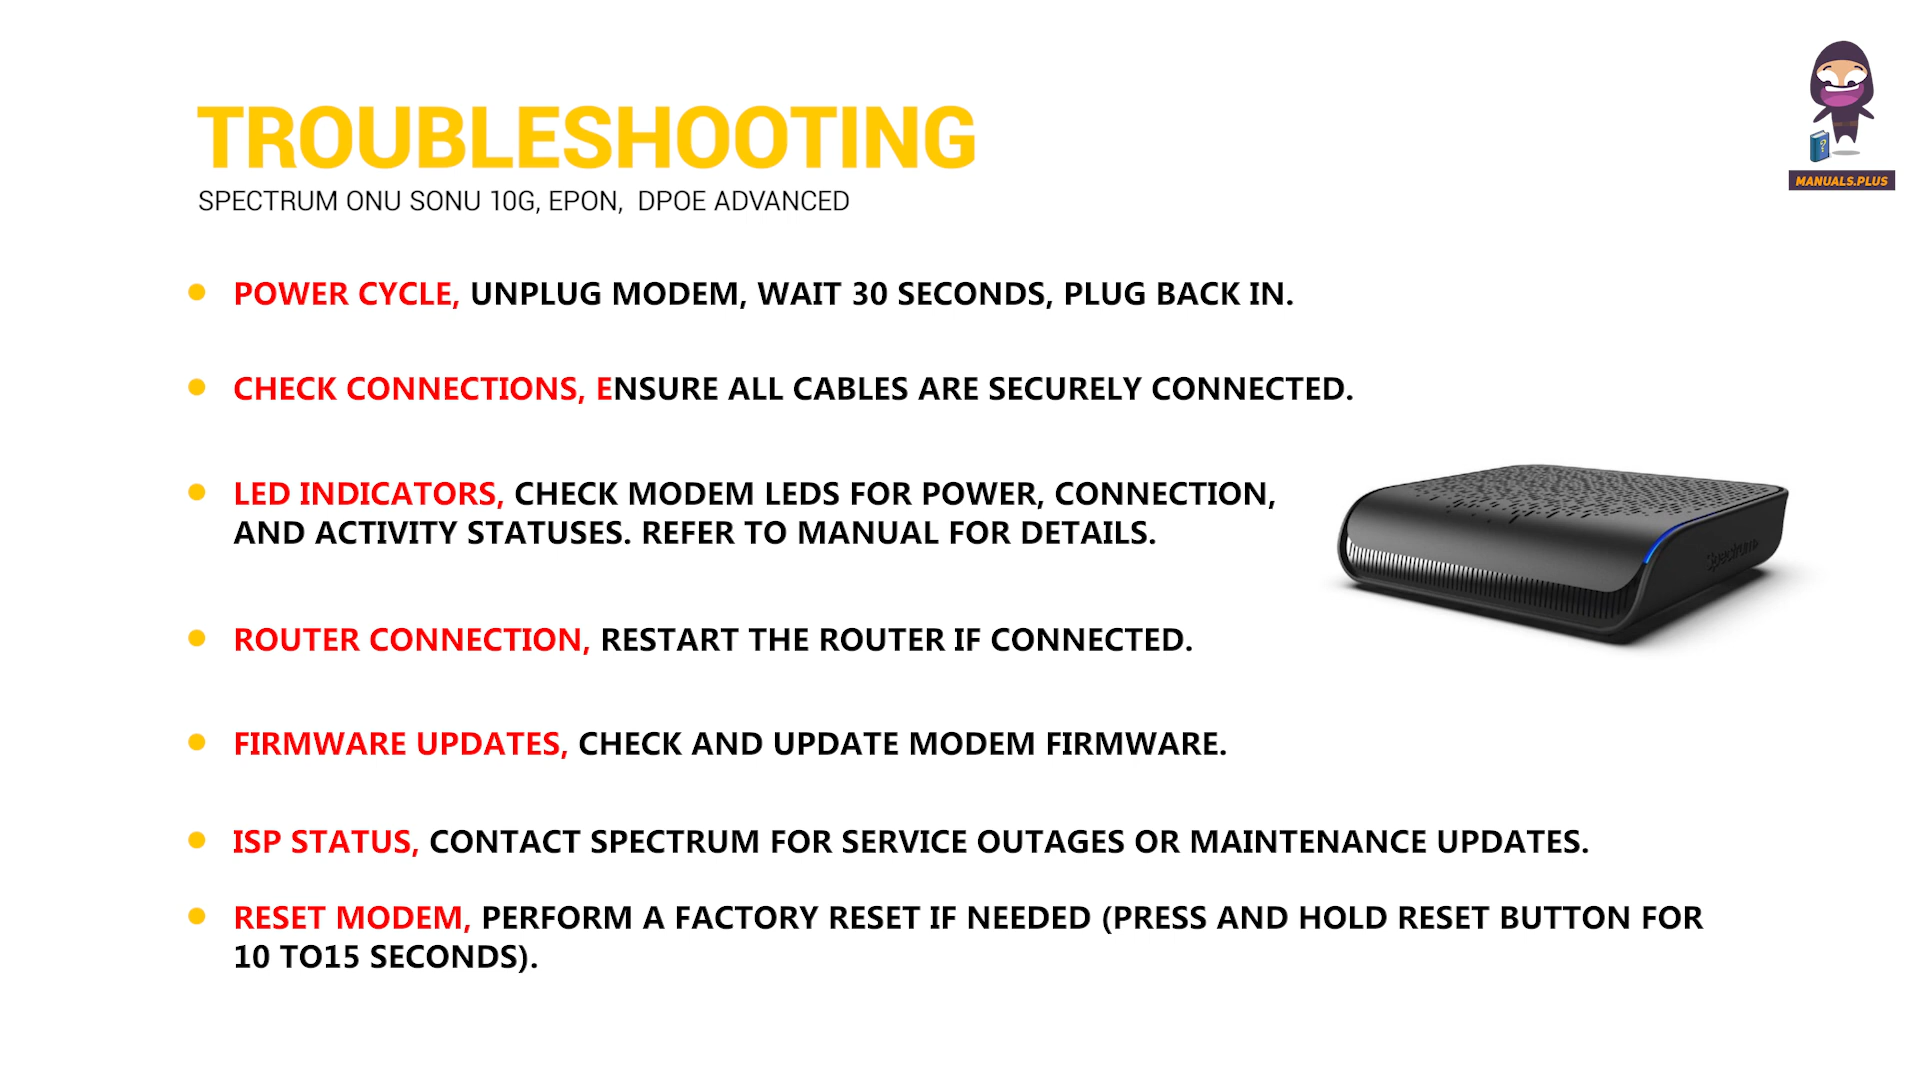 TROUBLESHOOTING
SPECTRUM ONU SONU 10G, EPON, DPOE ADVANCED
MANUALS.PLUS
POWER CYCLE, UNPLUG MODEM, WAIT 30 SECONDS, PLUG BACK IN.
CHECK CONNECTIONS, ENSURE ALL CABLES ARE SECURELY CONNECTED.
LED INDICATORS, CHECK MODEM LEDS FOR POWER, CONNECTION,
AND ACTIVITY STATUSES. REFER TO MANUAL FOR DETAILS.
Spectrum
ROUTER CONNECTION, RESTART THE ROUTER IF CONNECTED.
FIRMWARE UPDATES, CHECK AND UPDATE MODEM FIRMWARE.
ISP STATUS, CONTACT SPECTRUM FOR SERVICE OUTAGES OR MAINTENANCE UPDATES.
RESET MODEM, PERFORM A FACTORY RESET IF NEEDED (PRESS AND HOLD RESET BUTTON FOR
10 TO15 SECONDS).